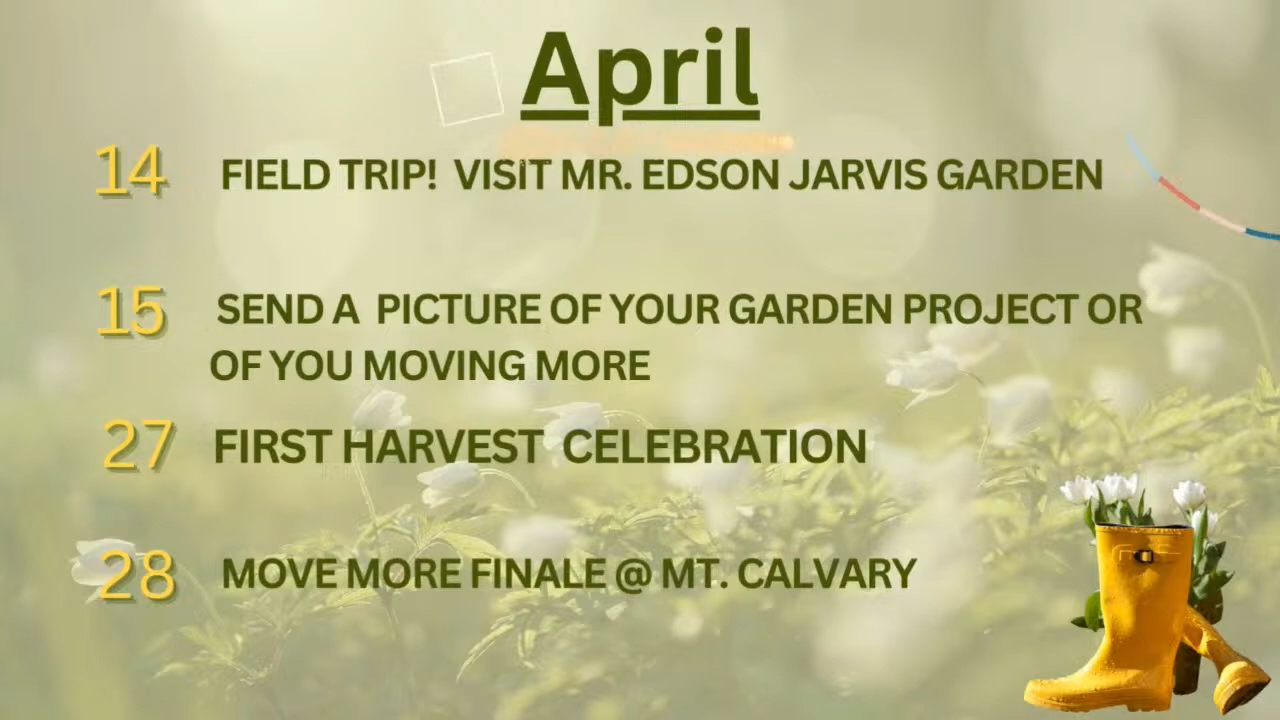 April
14 FIELD TRIP! VISIT MR. EDSON JARVIS GARDEN
15 SEND A PICTURE OF YOUR GARDEN PROJECT OR
OF YOU MOVING MORE
27 FIRST HARVEST CELEBRATION
28 MOVE MORE FINALE @ MT. CALVARY